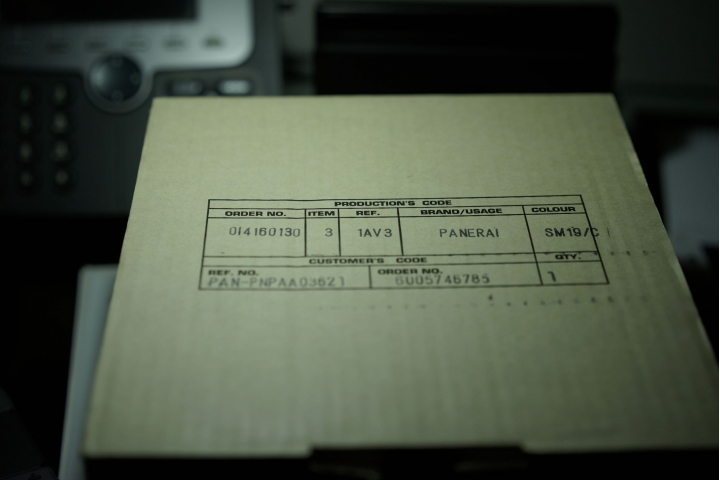 PRODUCTION'S CODE
ORDER NO. ITEM REF. BRAND/USAGE COLOUR
014160130 3 1AV3 PANERAI SM19/C
CUSTOMER'S CODE QTY.
REF. NO. ORDER NO.
PAN-PNPAA03621 6005746785 1